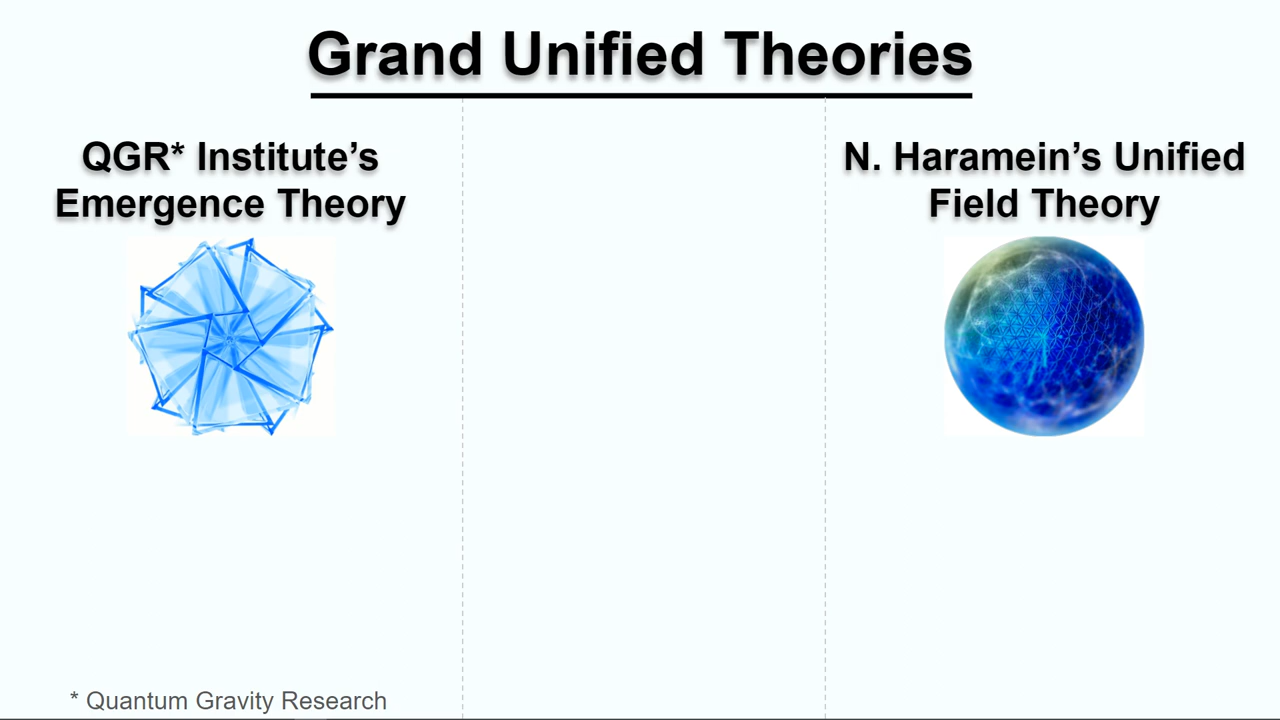 Grand Unified Theories
QGR* Institute’s
Emergence Theory
N. Haramein’s Unified
Field Theory
* Quantum Gravity Research